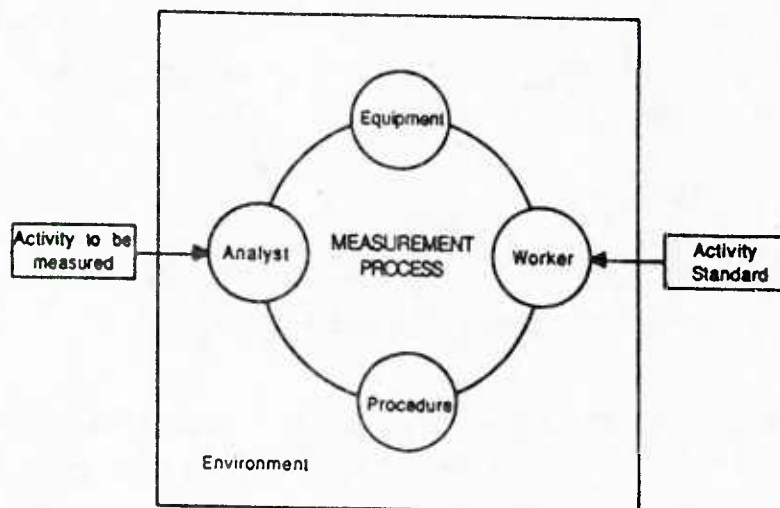 Equipment
Activity to be
measured
Analyst
MEASUREMENT
PROCESS
Worker
Activity
Standard
Procedure
Environment